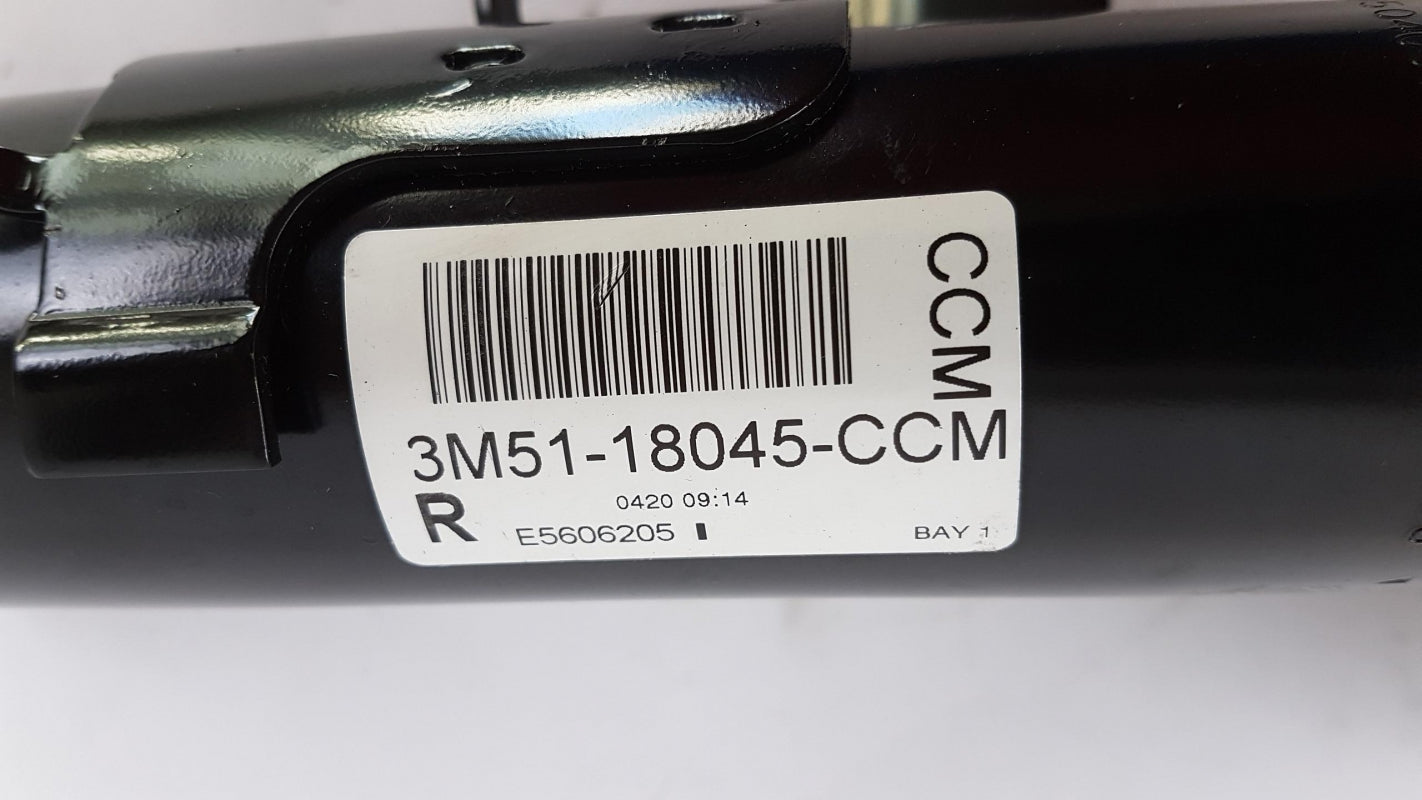 CCM
3M51-18045-CCM
R
0420 09:14
E5606205
BAY 1